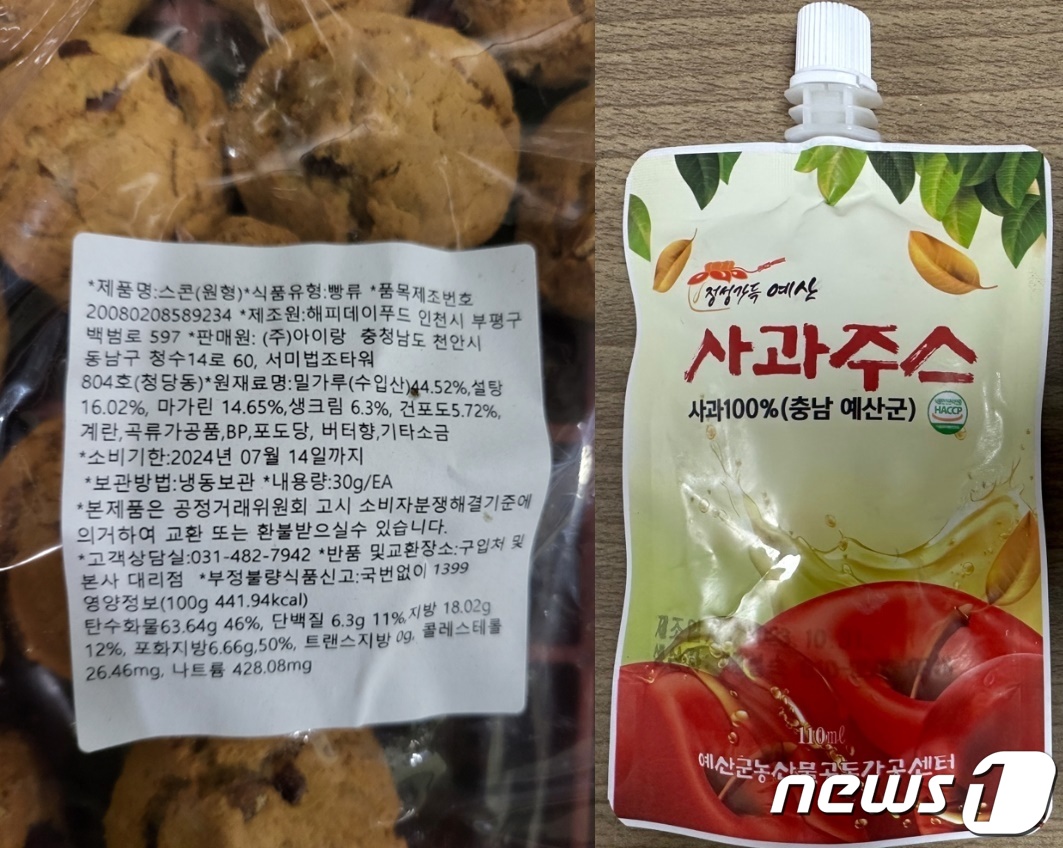 *제품명:스콘(원형)*식품유형:빵류 *품목제조번호
20080208589234 *제조원:해피데이푸드 인천시 부평구
백범로 597 *판매원: (주)아이랑 충청남도 천안시
동남구 청수14로 60, 서미법조타워
804호(청당동)*원재료명:밀가루(수입산)44.52%,설탕
16.02%, 마가린 14.65%,생크림 6.3%, 건포도5.72%,
계란,곡류가공품,BP,포도당, 버터향,기타소금
*소비기한:2024년 07월 14일까지
*보관방법:냉동보관 *내용량:30g/EA
*본제품은 공정거래위원회 고시 소비자분쟁해결기준에
의거하여 교환 또는 환불받으실수 있습니다.
*고객상담실:031-482-7942 *반품 및교환장소:구입처 및
본사 대리점 *부정불량식품신고:국번없이 1399
영양정보(100g 441.94kcal)
탄수화물63.64g 46%, 단백질 6.3g 11%,지방 18.02g
12%, 포화지방6.66g,50%, 트랜스지방 0g, 콜레스테롤
26.46mg, 나트륨 428.08mg
정성가득 예산
사과주스
사과100%(충남 예산군)
HACCP
110㎖
예산군농산물공동가공센터
news1